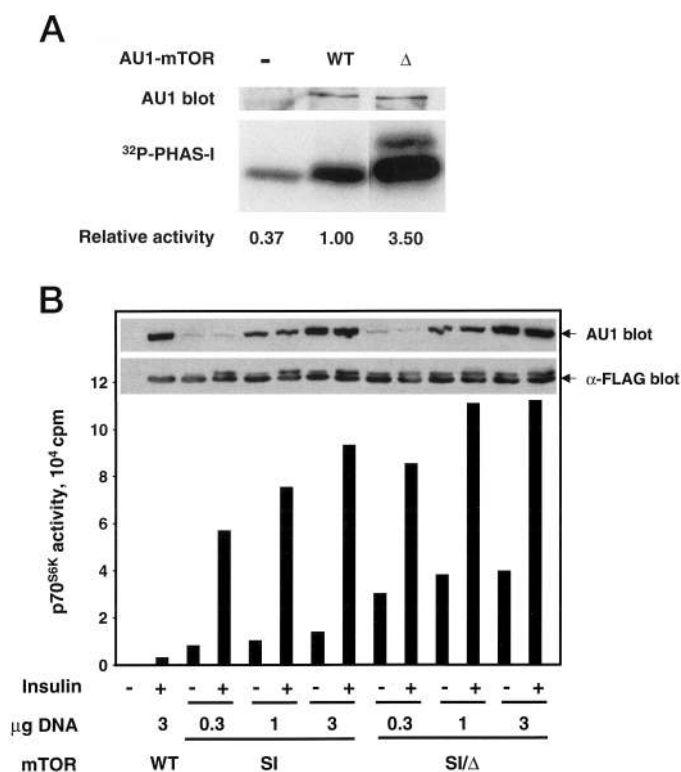 A
AU1-mTOR - WT Δ
AU1 blot
³²P-PHAS-I
Relative activity 0.37 1.00 3.50
B
AU1 blot
α-FLAG blot
p70ˢ⁶ᴷ activity, 10⁴ cpm
12
10
8
6
4
2
0
Insulin - + - + - + - + - + - + - +
μg DNA 3 0.3 1 3 0.3 1 3
mTOR WT SI SI/Δ